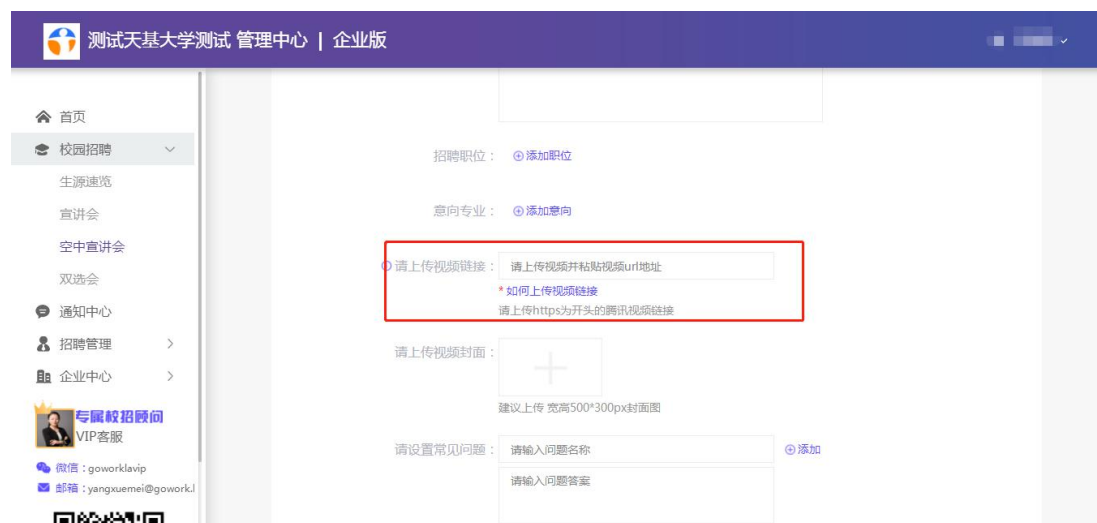 测试天基大学测试 管理中心 | 企业版
首页
校园招聘
生源速览
宣讲会
空中宣讲会
双选会
通知中心
招聘管理
企业中心
专属校招顾问
VIP客服
微信：goworklavip
邮箱：yangxuemei@gowork.l
招聘职位： 添加职位
意向专业： 添加意向
请上传视频链接： 请上传视频并粘贴视频url地址
* 如何上传视频链接
请上传https为开头的腾讯视频链接
请上传视频封面：
建议上传 宽高500*300px封面图
请设置常见问题： 请输入问题名称 添加
请输入问题答案